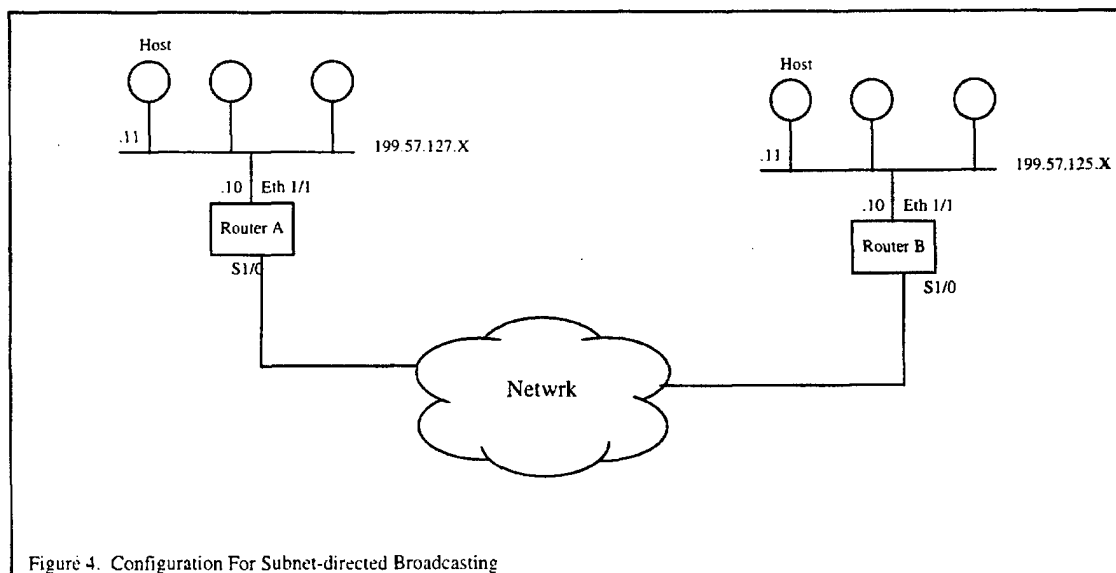 Host
.11
199.57.127.X
.10 Eth 1/1
Router A
S1/0
Host
.11
199.57.125.X
.10 Eth 1/1
Router B
S1/0
Netwrk
Figure 4. Configuration For Subnet-directed Broadcasting